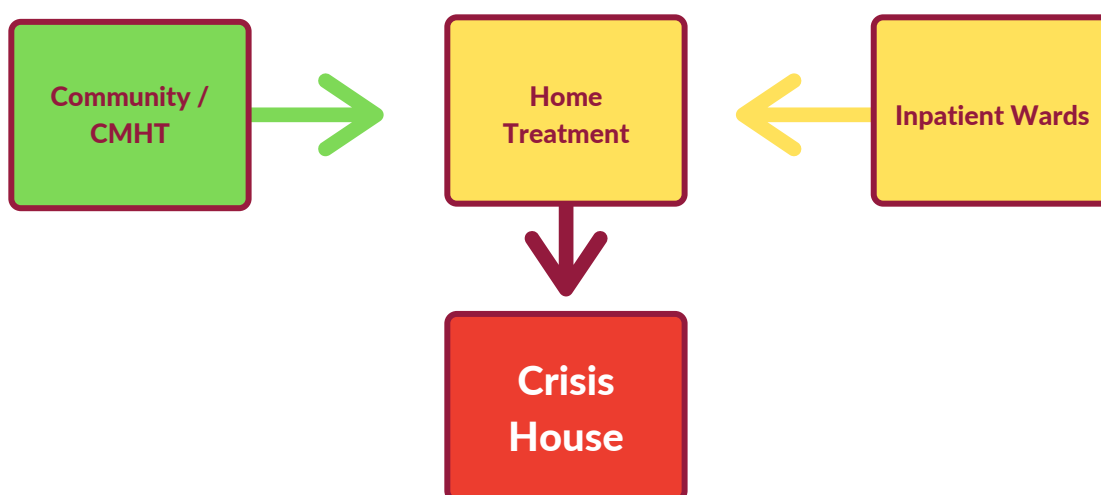 Community /
CMHT
Home
Treatment
Inpatient Wards
Crisis
House